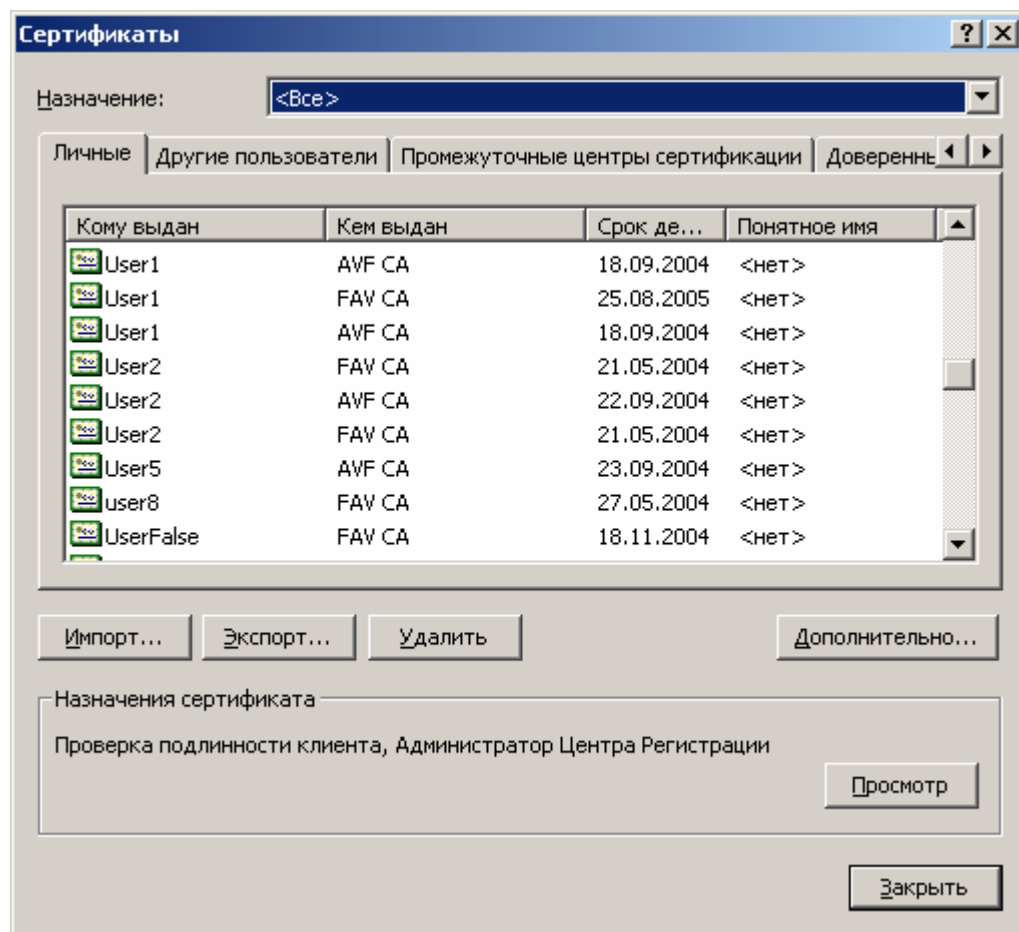 Сертификаты
Назначение: <Все>
Личные Другие пользователи Промежуточные центры сертификации Доверенны
Кому выдан Кем выдан Срок де... Понятное имя
User1 AVF CA 18.09.2004 <нет>
User1 FAV CA 25.08.2005 <нет>
User1 AVF CA 18.09.2004 <нет>
User2 FAV CA 21.05.2004 <нет>
User2 AVF CA 22.09.2004 <нет>
User2 FAV CA 21.05.2004 <нет>
User5 AVF CA 23.09.2004 <нет>
user8 FAV CA 27.05.2004 <нет>
UserFalse FAV CA 18.11.2004 <нет>
Импорт... Экспорт... Удалить Дополнительно...
Назначения сертификата
Проверка подлинности клиента, Администратор Центра Регистрации
Просмотр
Закрыть